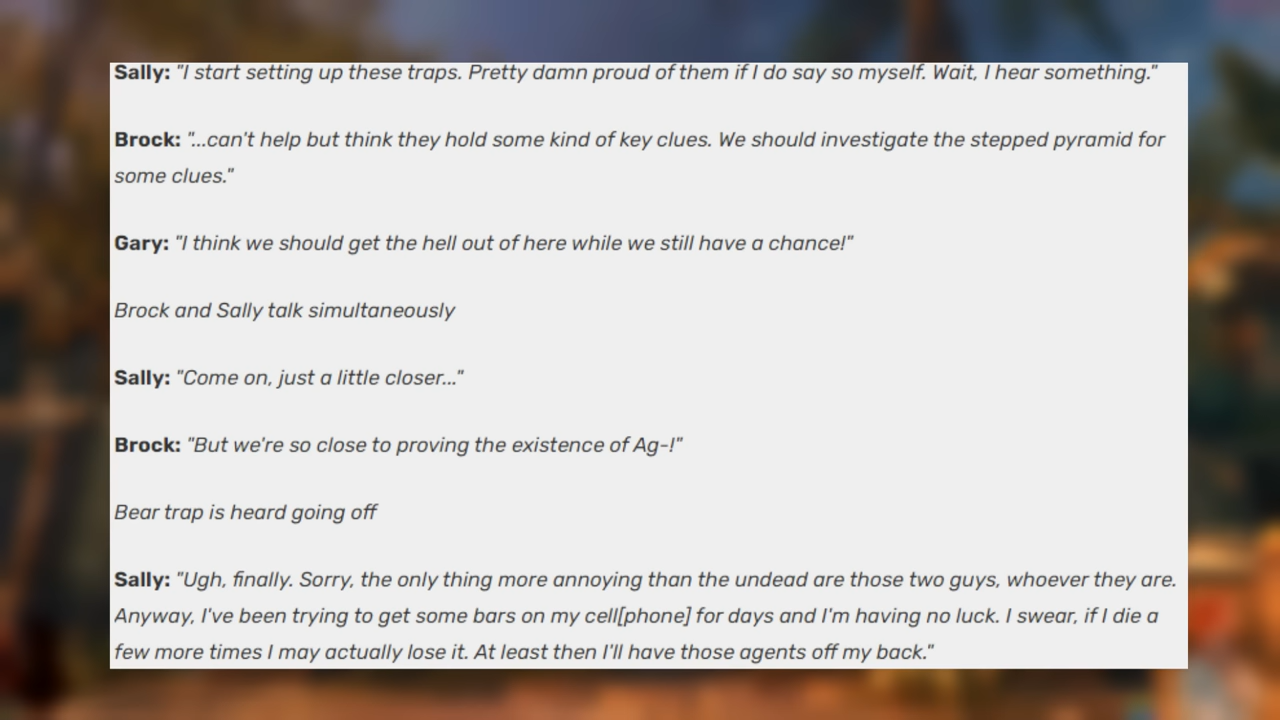 Sally: "I start setting up these traps. Pretty damn proud of them if I do say so myself. Wait, I hear something."
Brock: "...can't help but think they hold some kind of key clues. We should investigate the stepped pyramid for
some clues."
Gary: "I think we should get the hell out of here while we still have a chance!"
Brock and Sally talk simultaneously
Sally: "Come on, just a little closer..."
Brock: "But we're so close to proving the existence of Ag-!"
Bear trap is heard going off
Sally: "Ugh, finally. Sorry, the only thing more annoying than the undead are those two guys, whoever they are.
Anyway, I've been trying to get some bars on my cell[phone] for days and I'm having no luck. I swear, if I die a
few more times I may actually lose it. At least then I'll have those agents off my back."